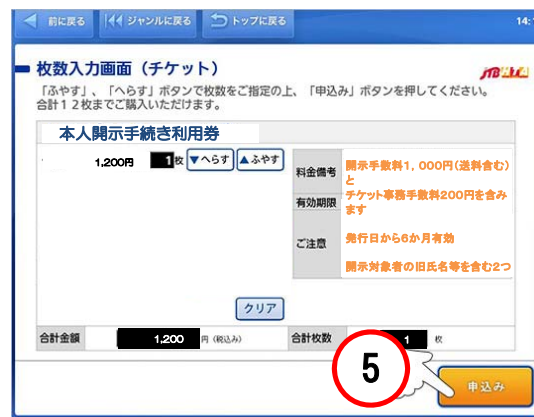 前に戻る ジャンルに戻る トップに戻る 14:
枚数入力画面（チケット）
JTB
「ふやす」、「へらす」ボタンで枚数をご指定の上、「申込み」ボタンを押してください。
合計１２枚までご購入いただけます。
本人開示手続き利用券
1,200円 1枚 ▼へらす ▲ふやす
料金備考 開示手数料1，000円(送料含む)
と
チケット事務手数料200円を含み
ます
有効期限
ご注意 発行日から6か月有効
開示対象者の旧氏名等を含む2つ
クリア
合計金額 1,200 円 (税込み) 合計枚数 1 枚
5
申込み